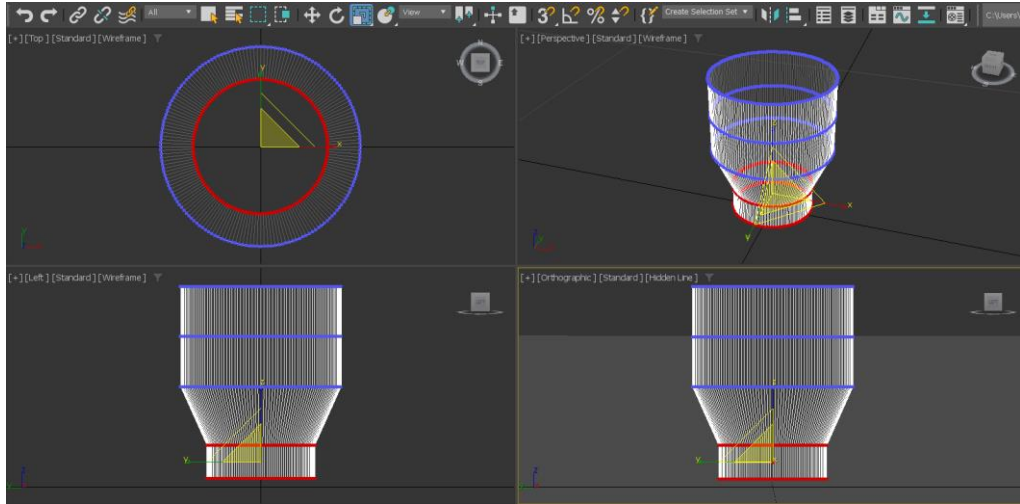 All View Create Selection Set C:\Users\
[+] [Top] [Standard] [Wireframe]
[+] [Perspective] [Standard] [Wireframe]
N
W
E
S
TOP
y
x
z
x
y
[+] [Left] [Standard] [Wireframe]
[+] [Orthographic] [Standard] [Hidden Line]
z
y
z
y
x